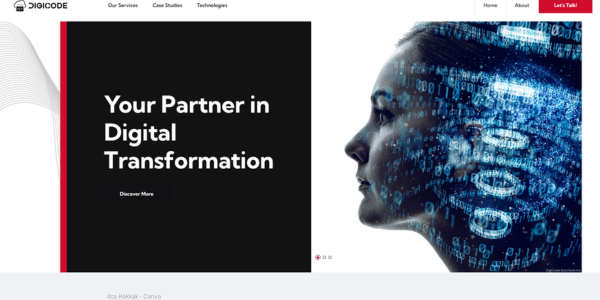 DIGICODE
Our Services Case Studies Technologies
Home About Let's Talk!
Your Partner in
Digital
Transformation
Discover More
Ata Hakkak - Canva